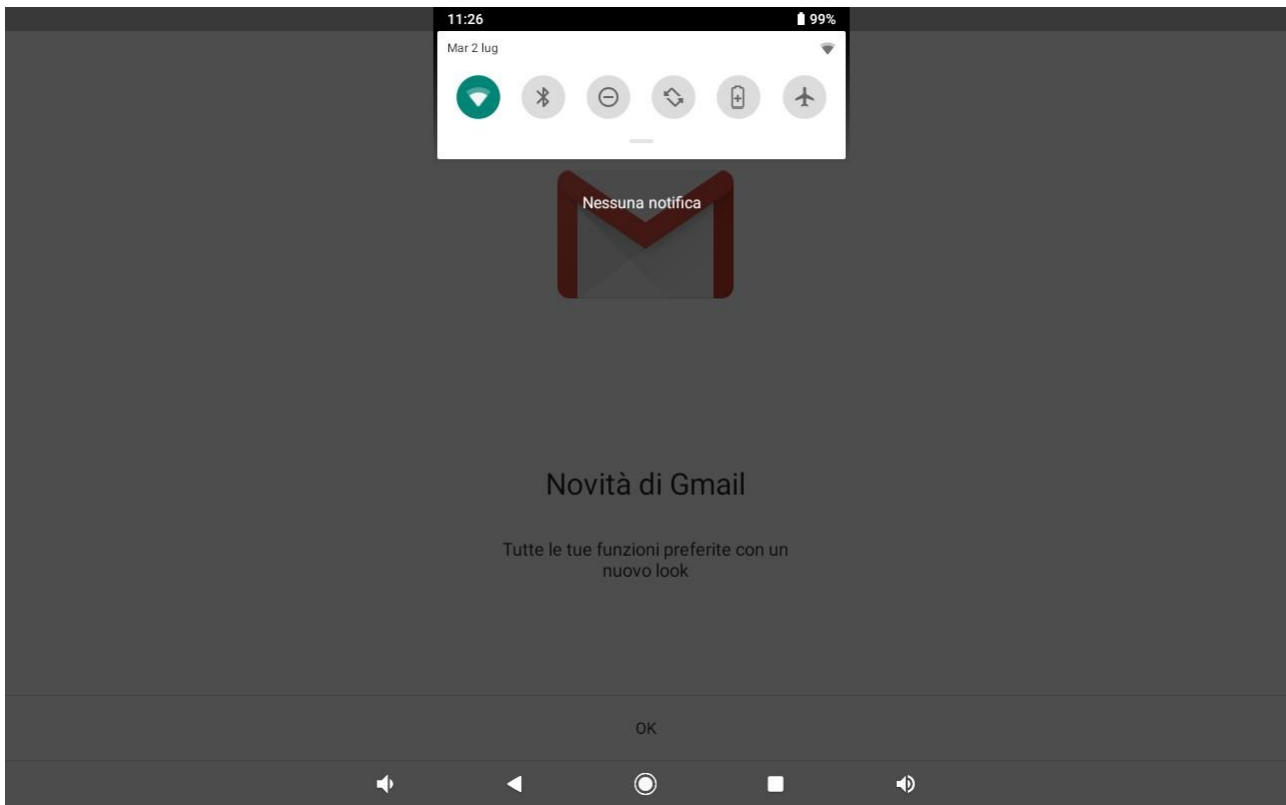 11:26 99%
Mar 2 lug
Nessuna notifica
Novità di Gmail
Tutte le tue funzioni preferite con un
nuovo look
OK